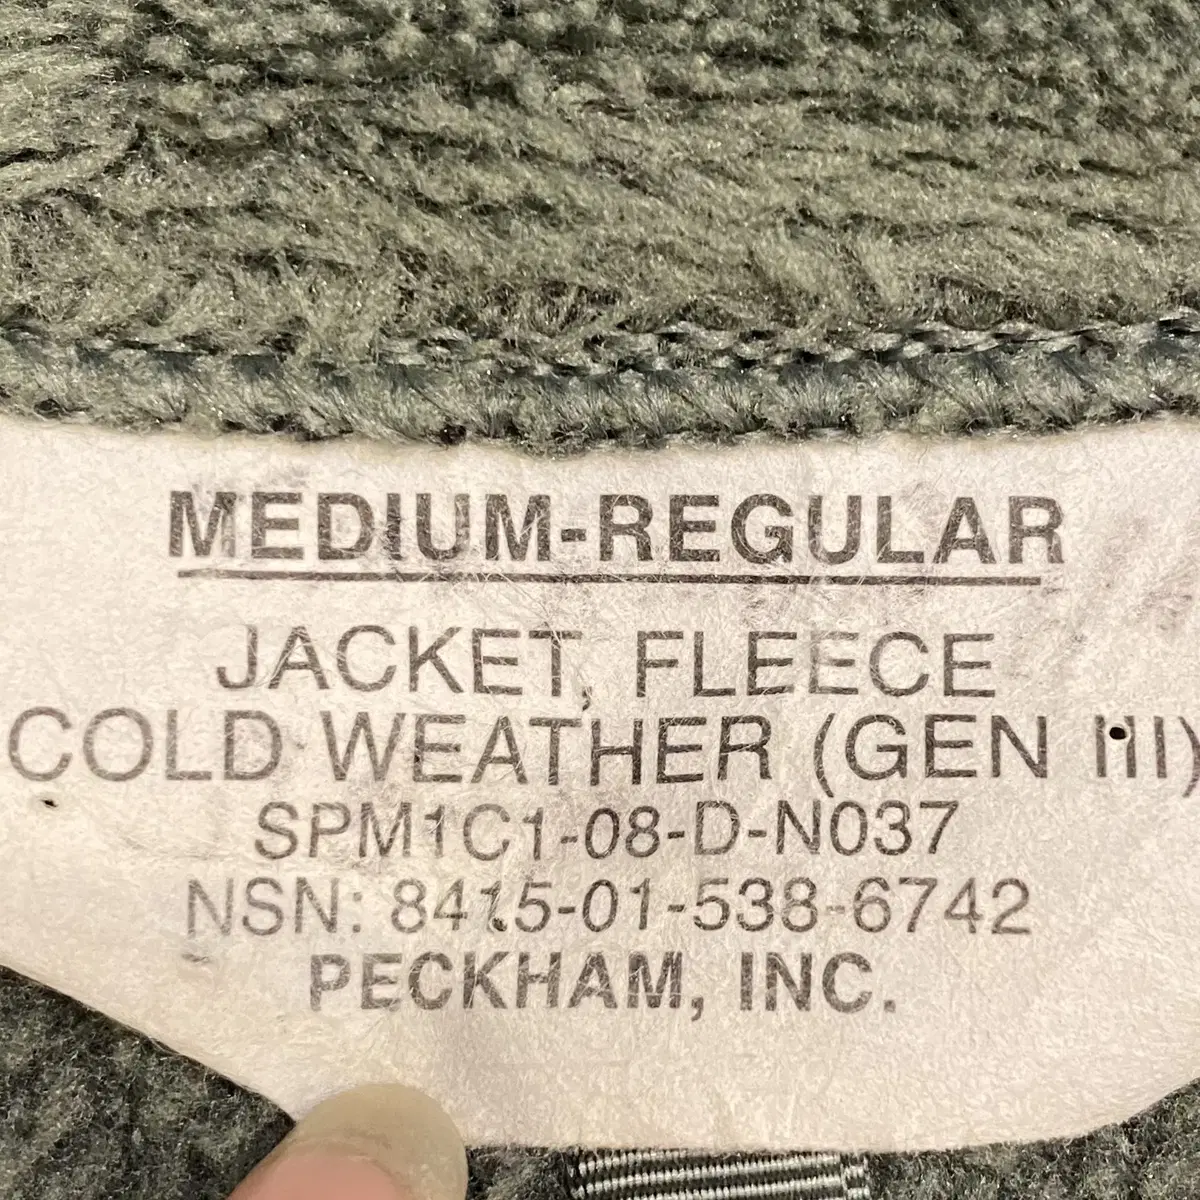 MEDIUM-REGULAR
JACKET, FLEECE
COLD WEATHER (GEN III)
SPM1C1-08-D-N037
NSN: 8415-01-538-6742
PECKHAM, INC.